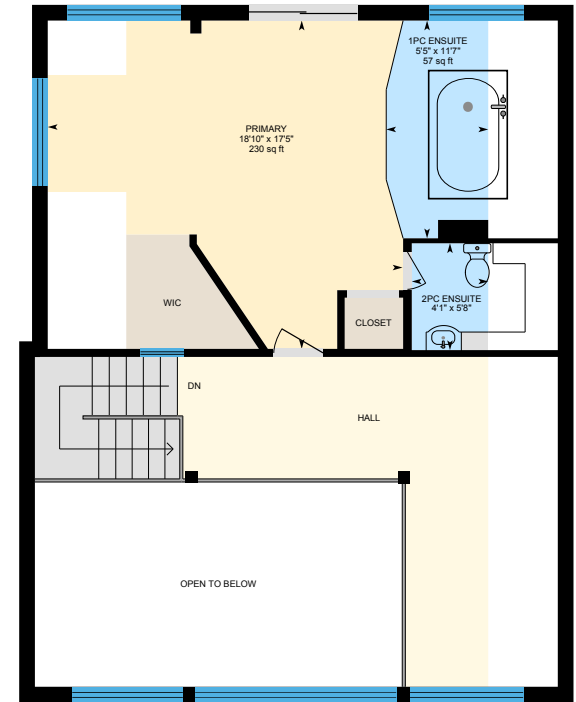 1PC ENSUITE
5'5" x 11'7"
57 sq ft
PRIMARY
18'10" x 17'5"
230 sq ft
WIC
2PC ENSUITE
4'1" x 5'8"
CLOSET
DN
HALL
OPEN TO BELOW